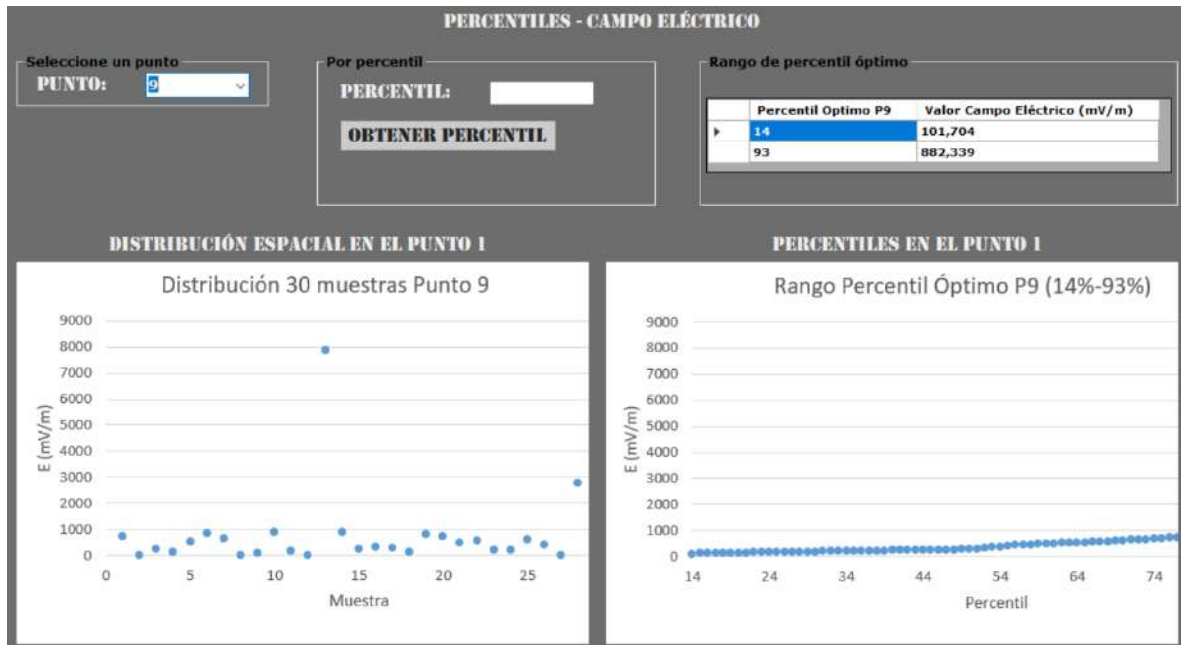 PERCENTILES - CAMPO ELÉCTRICO
Seleccione un punto
PUNTO: 9
Por percentil
PERCENTIL:
OBTENER PERCENTIL
Rango de percentil óptimo
Percentil Optimo P9 Valor Campo Eléctrico (mV/m)
14 101,704
93 882,339
DISTRIBUCIÓN ESPACIAL EN EL PUNTO 1
Distribución 30 muestras Punto 9
9000
8000
7000
6000
5000
4000
3000
2000
1000
0
E (mV/m)
0 5 10 15 20 25
Muestra
PERCENTILES EN EL PUNTO 1
Rango Percentil Óptimo P9 (14%-93%)
9000
8000
7000
6000
5000
4000
3000
2000
1000
0
E (mV/m)
14 24 34 44 54 64 74
Percentil